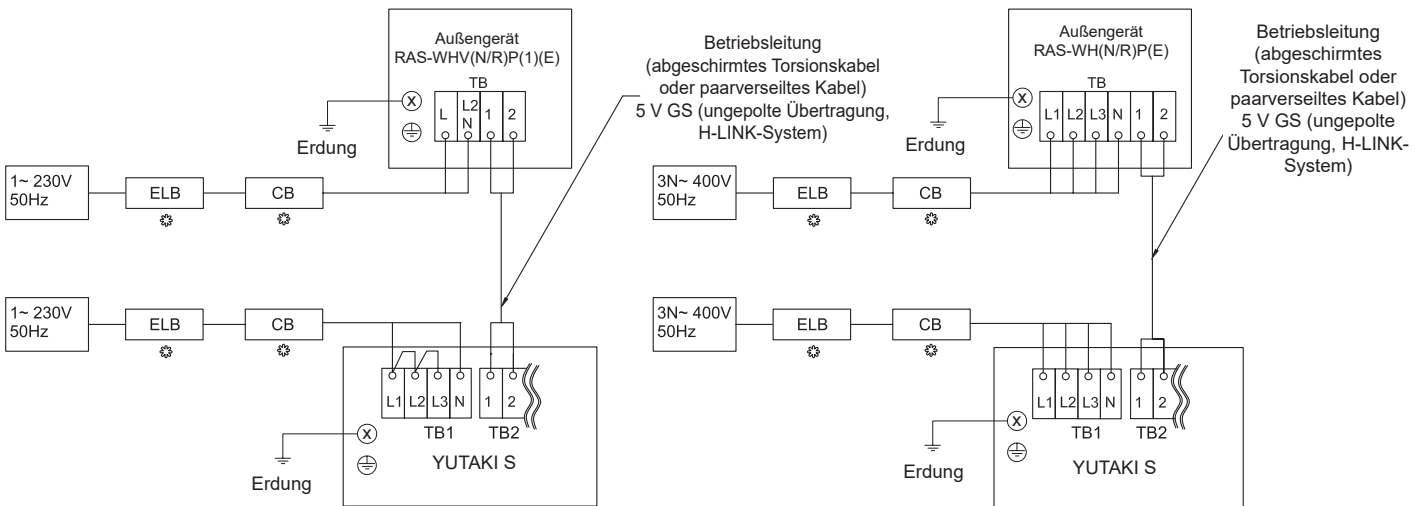 Außengerät
RAS-WHV(N/R)P(1)(E)
TB
L
L2
N
1
2
X
Erdung
1~ 230V
50Hz
ELB
CB
Betriebsleitung
(abgeschirmtes Torsionskabel
oder paarverseiltes Kabel)
5 V GS (ungepolte Übertragung,
H-LINK-System)
1~ 230V
50Hz
ELB
CB
L1
L2
L3
N
1
2
TB1
TB2
X
YUTAKI S
Erdung
Außengerät
RAS-WH(N/R)P(E)
TB
L1
L2
L3
N
1
2
X
Erdung
3N~ 400V
50Hz
ELB
CB
Betriebsleitung
(abgeschirmtes
Torsionskabel oder
paarverseiltes Kabel)
5 V GS (ungepolte
Übertragung, H-LINK-
System)
3N~ 400V
50Hz
ELB
CB
L1
L2
L3
N
1
2
TB1
TB2
X
YUTAKI S
Erdung